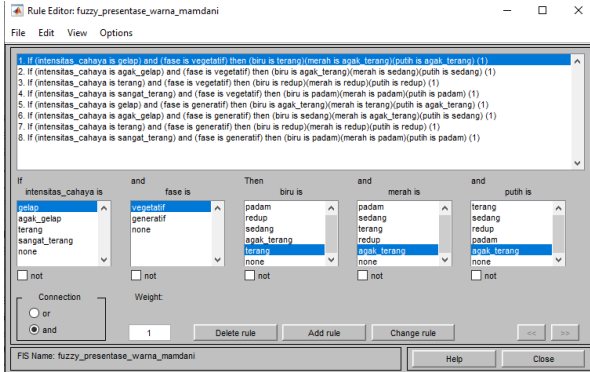 Rule Editor: fuzzy_presentase_warna_mamdani
File Edit View Options
1. If (intensitas_cahaya is gelap) and (fase is vegetatif) then (biru is terang)(merah is agak_terang)(putih is agak_terang) (1)
2. If (intensitas_cahaya is agak_gelap) and (fase is vegetatif) then (biru is agak_terang)(merah is sedang)(putih is sedang) (1)
3. If (intensitas_cahaya is terang) and (fase is vegetatif) then (biru is redup)(merah is redup)(putih is redup) (1)
4. If (intensitas_cahaya is sangat_terang) and (fase is vegetatif) then (biru is padam)(merah is padam)(putih is padam) (1)
5. If (intensitas_cahaya is gelap) and (fase is generatif) then (biru is agak_terang)(merah is terang)(putih is agak_terang) (1)
6. If (intensitas_cahaya is agak_gelap) and (fase is generatif) then (biru is sedang)(merah is agak_terang)(putih is sedang) (1)
7. If (intensitas_cahaya is terang) and (fase is generatif) then (biru is redup)(merah is redup)(putih is redup) (1)
8. If (intensitas_cahaya is sangat_terang) and (fase is generatif) then (biru is padam)(merah is padam)(putih is padam) (1)
If and Then and and
intensitas_cahaya is fase is biru is merah is putih is
gelap vegetatif padam padam terang
agak_gelap generatif redup sedang sedang
terang none sedang terang redup
sangat_terang agak_terang redup padam
none terang agak_terang agak_terang
none none none
not not not not not
Connection Weight:
or
and 1 Delete rule Add rule Change rule << >>
FIS Name: fuzzy_presentase_warna_mamdani Help Close